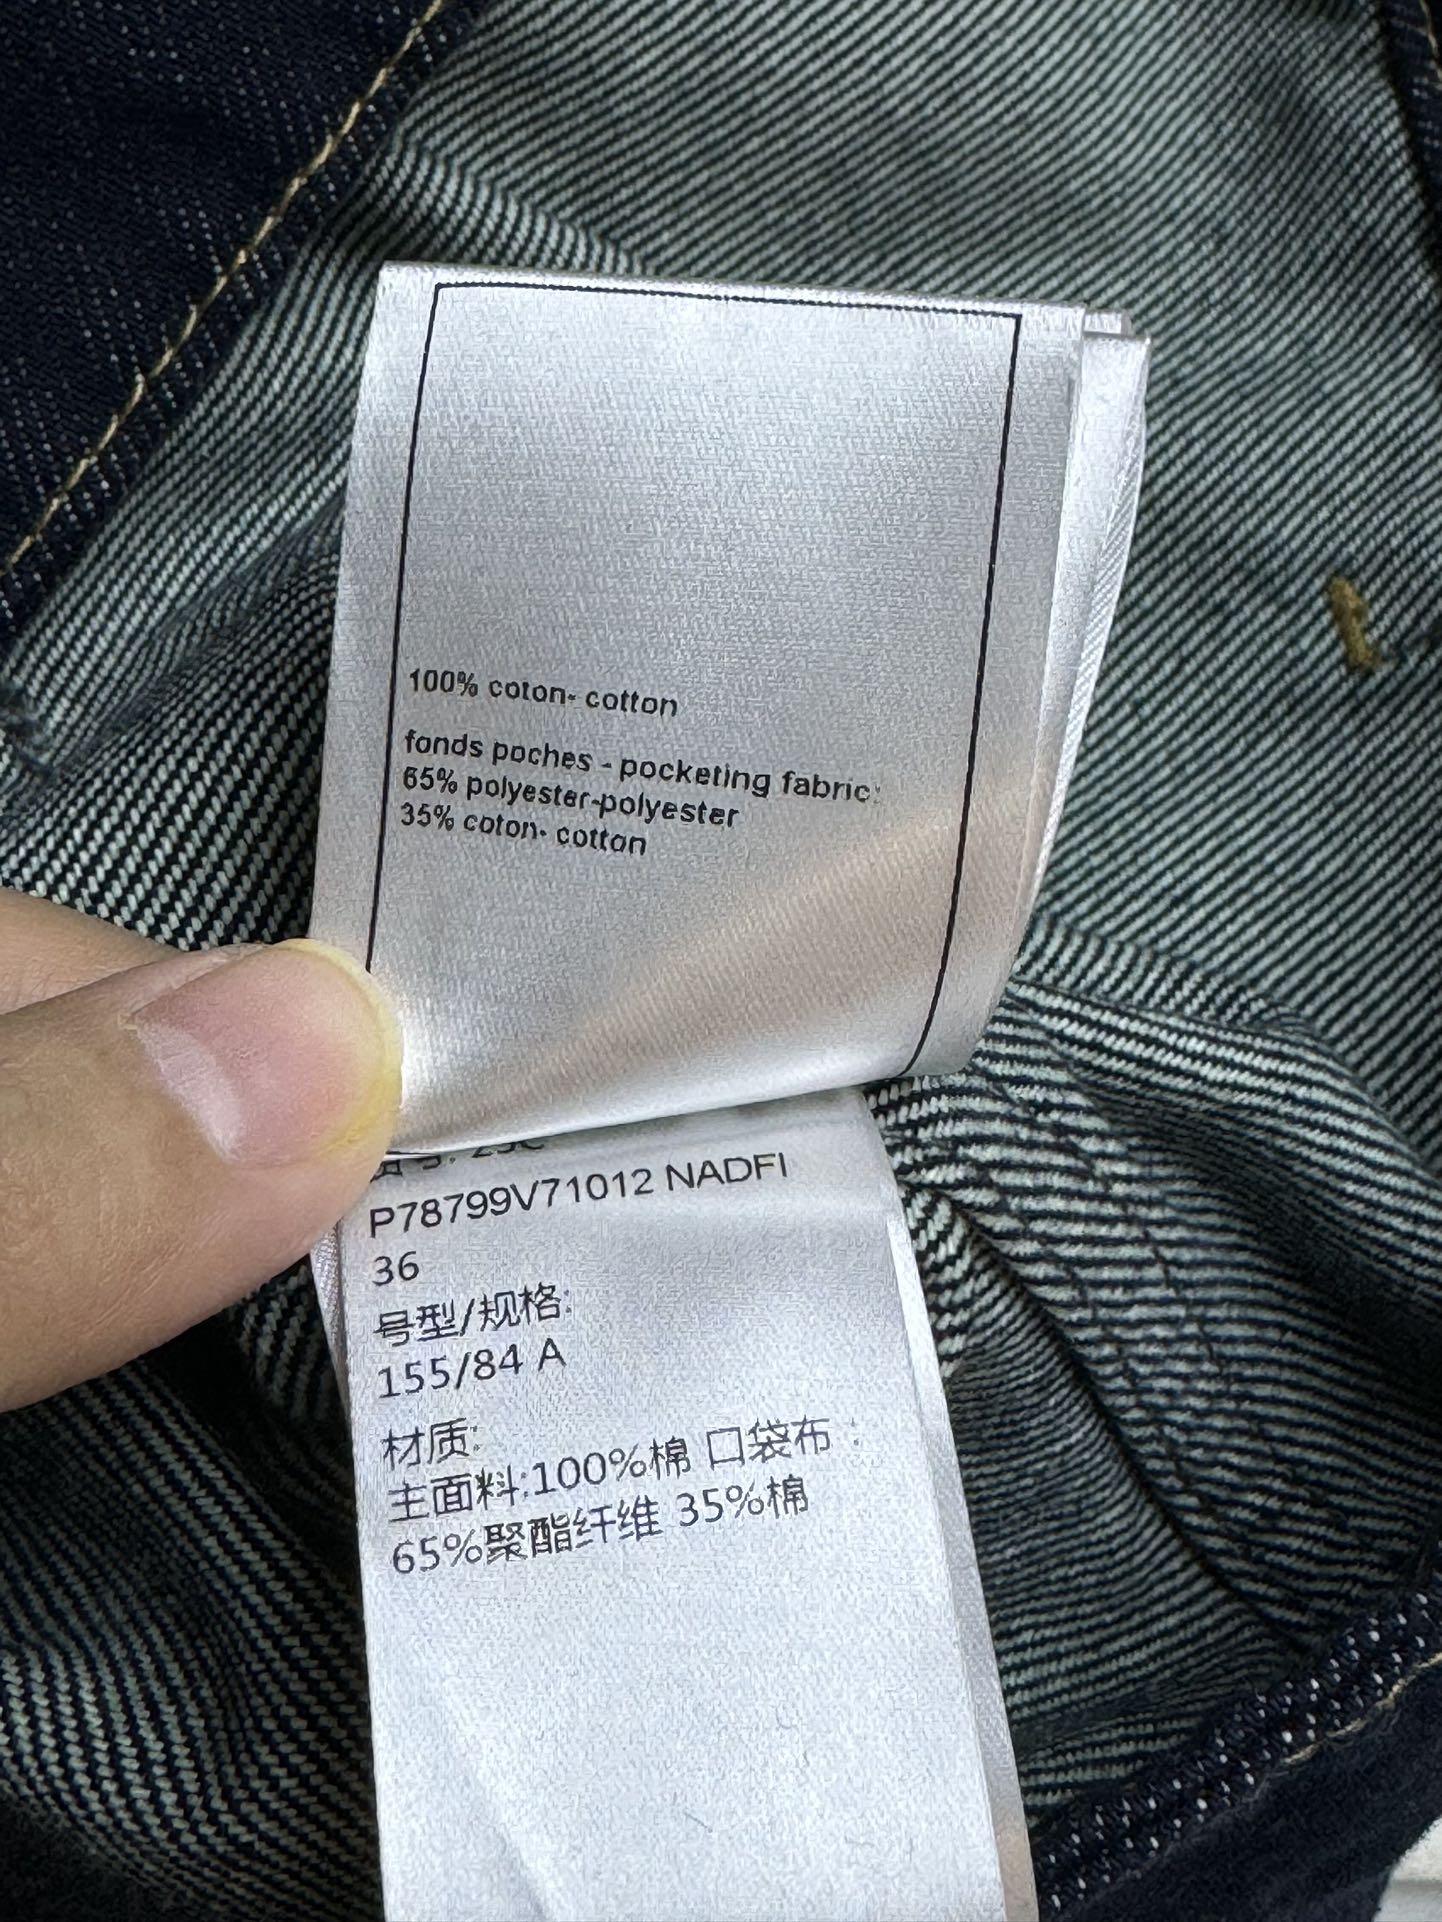 100% coton- cotton
fonds poches - pocketing fabric:
65% polyester-polyester
35% coton- cotton
P78799V71012 NADFI
36
号型/规格:
155/84 A
材质:
主面料:100%棉 口袋布:
65%聚酯纤维 35%棉